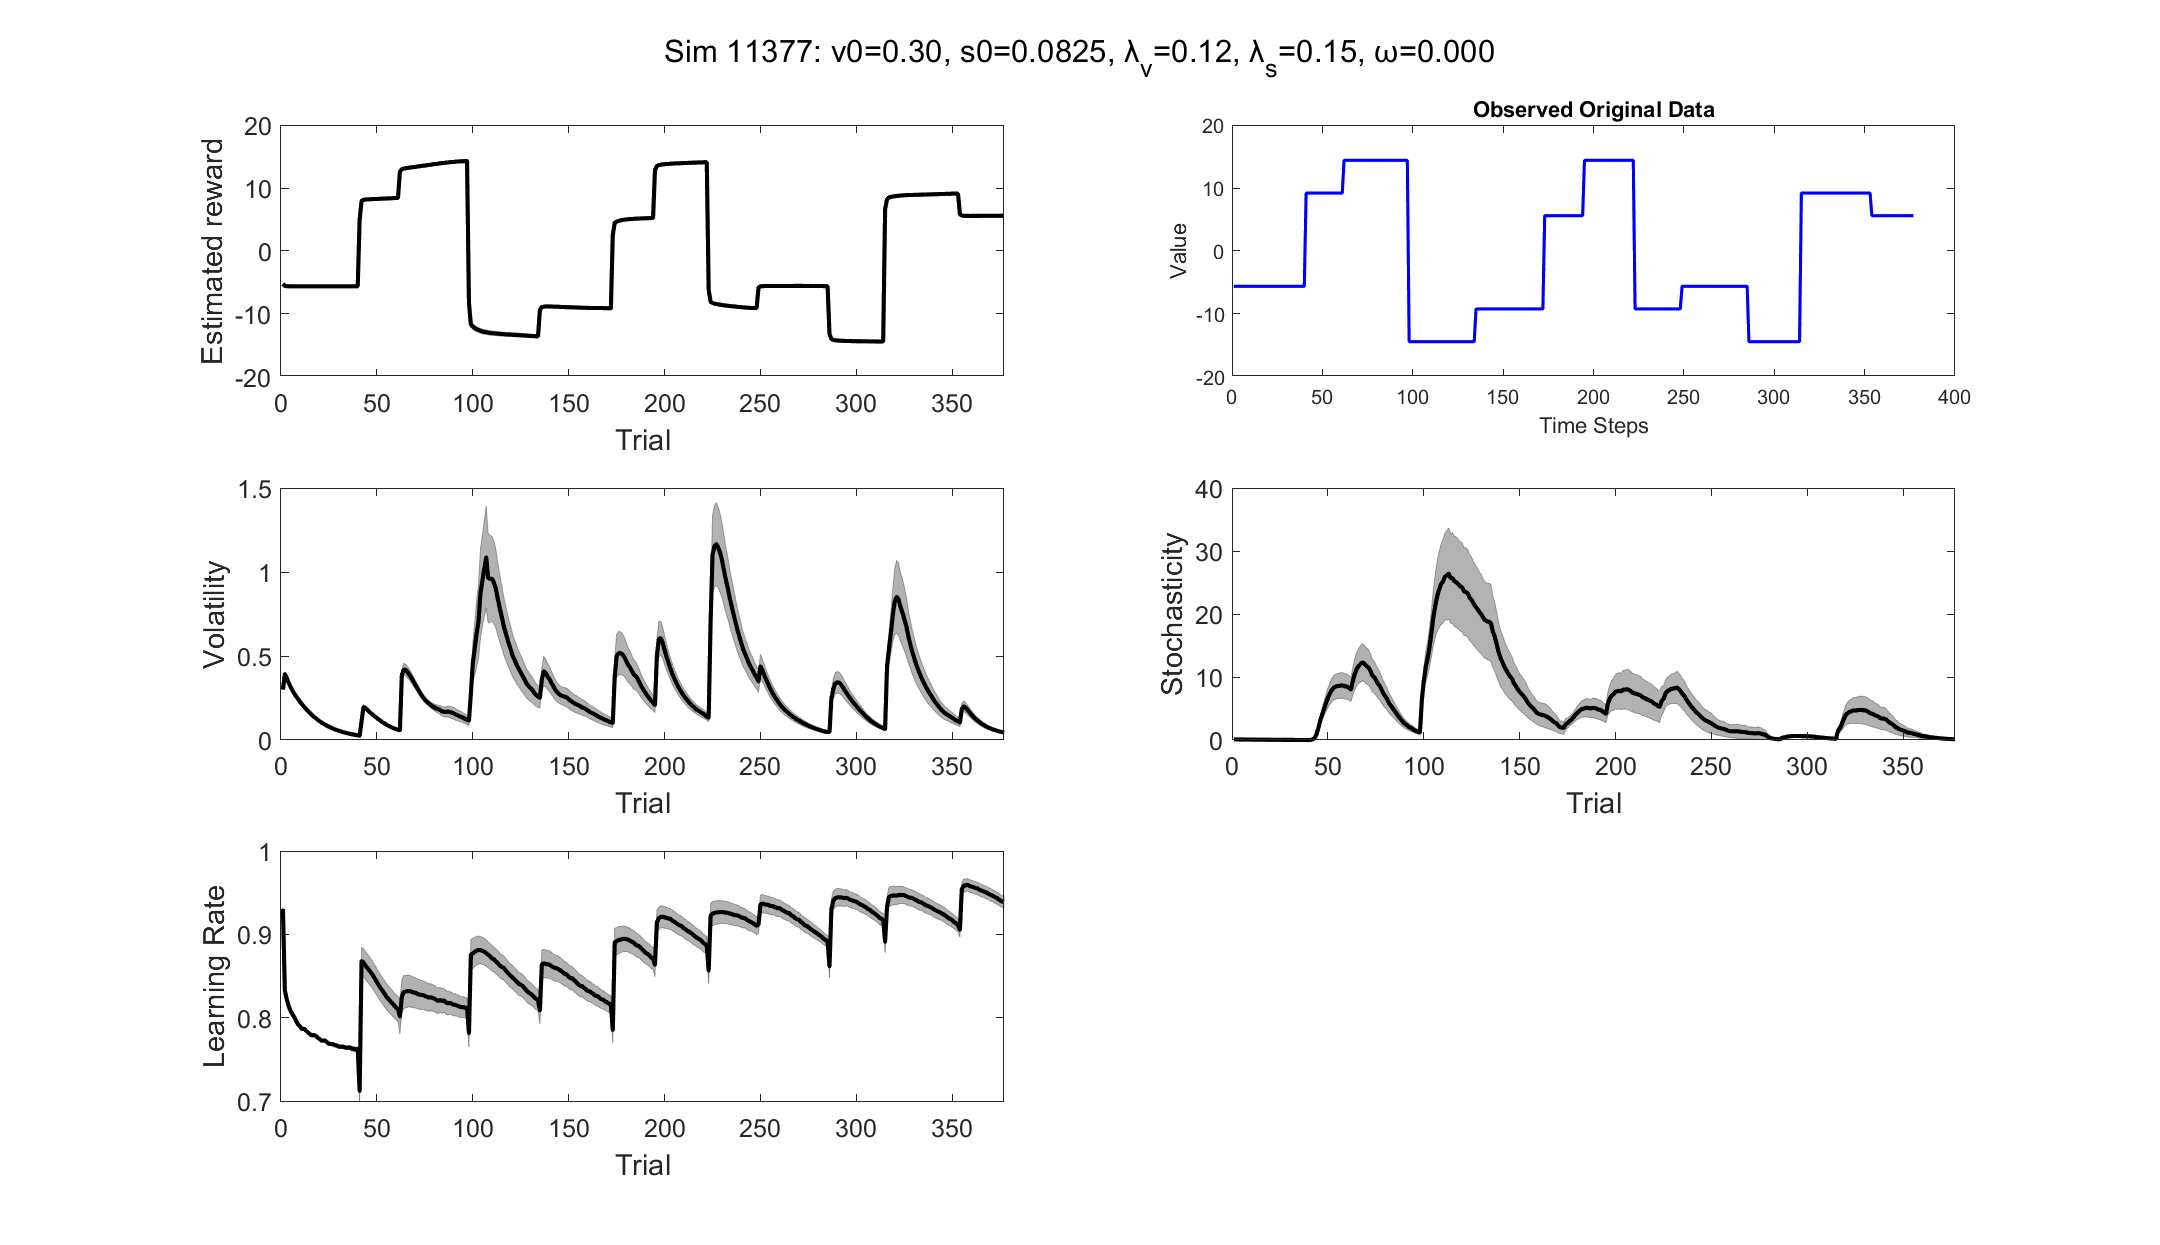 Sim 11377: v0=0.30, s0=0.0825, λ_v=0.12, λ_s=0.15, ω=0.000
Estimated reward
20
10
0
-10
-20
0 50 100 150 200 250 300 350
Trial
Observed Original Data
Value
20
10
0
-10
-20
0 50 100 150 200 250 300 350 400
Time Steps
Volatility
1.5
1
0.5
0
0 50 100 150 200 250 300 350
Trial
Stochasticity
40
30
20
10
0
0 50 100 150 200 250 300 350
Trial
Learning Rate
1
0.9
0.8
0.7
0 50 100 150 200 250 300 350
Trial